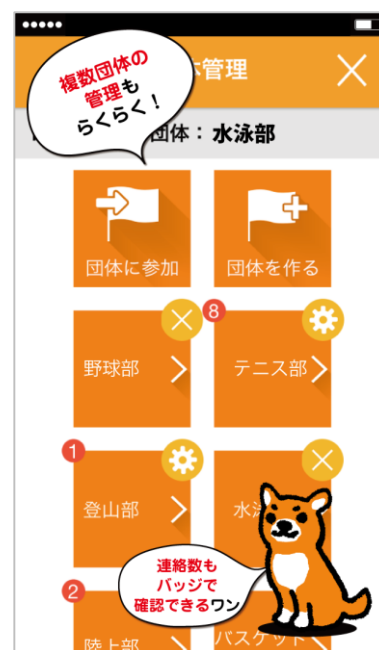 複数団体の
管理も
らくらく!
管理
団体：水泳部
団体に参加
団体を作る
野球部
8
テニス部
1
登山部
水泳
連絡数も
バッジで
確認できるワン
2
陸上部
バスケット